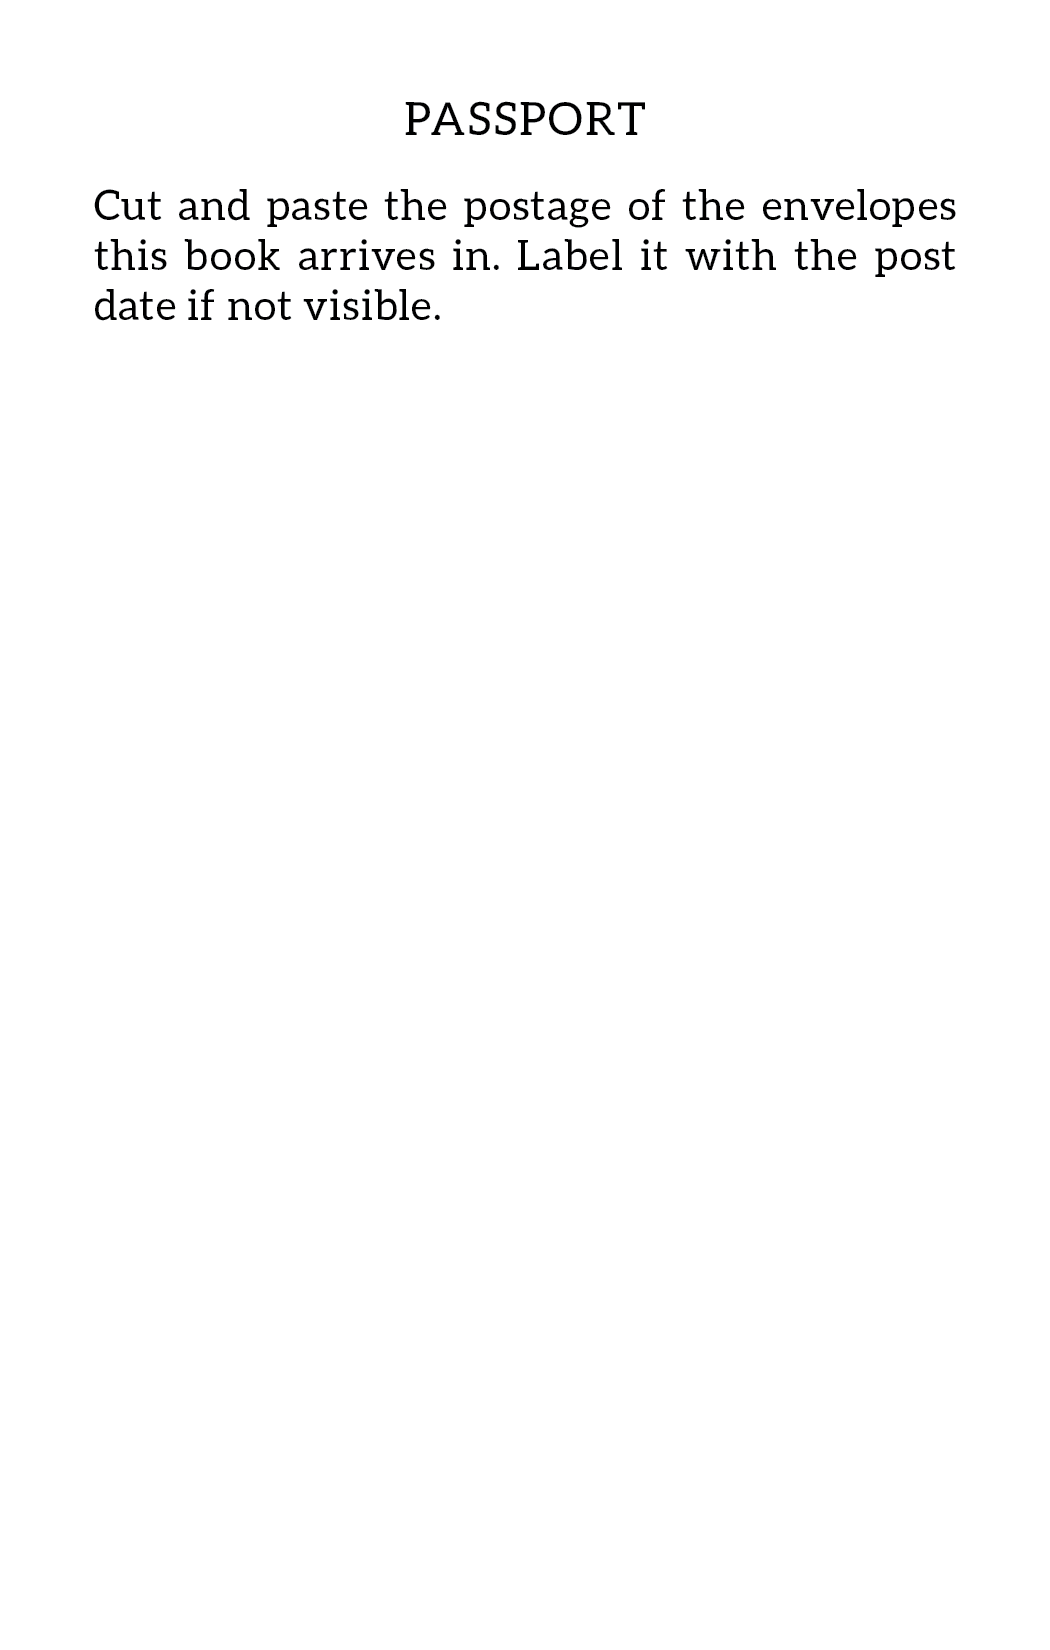 PASSPORT
Cut and paste the postage of the envelopes
this book arrives in. Label it with the post
date if not visible.